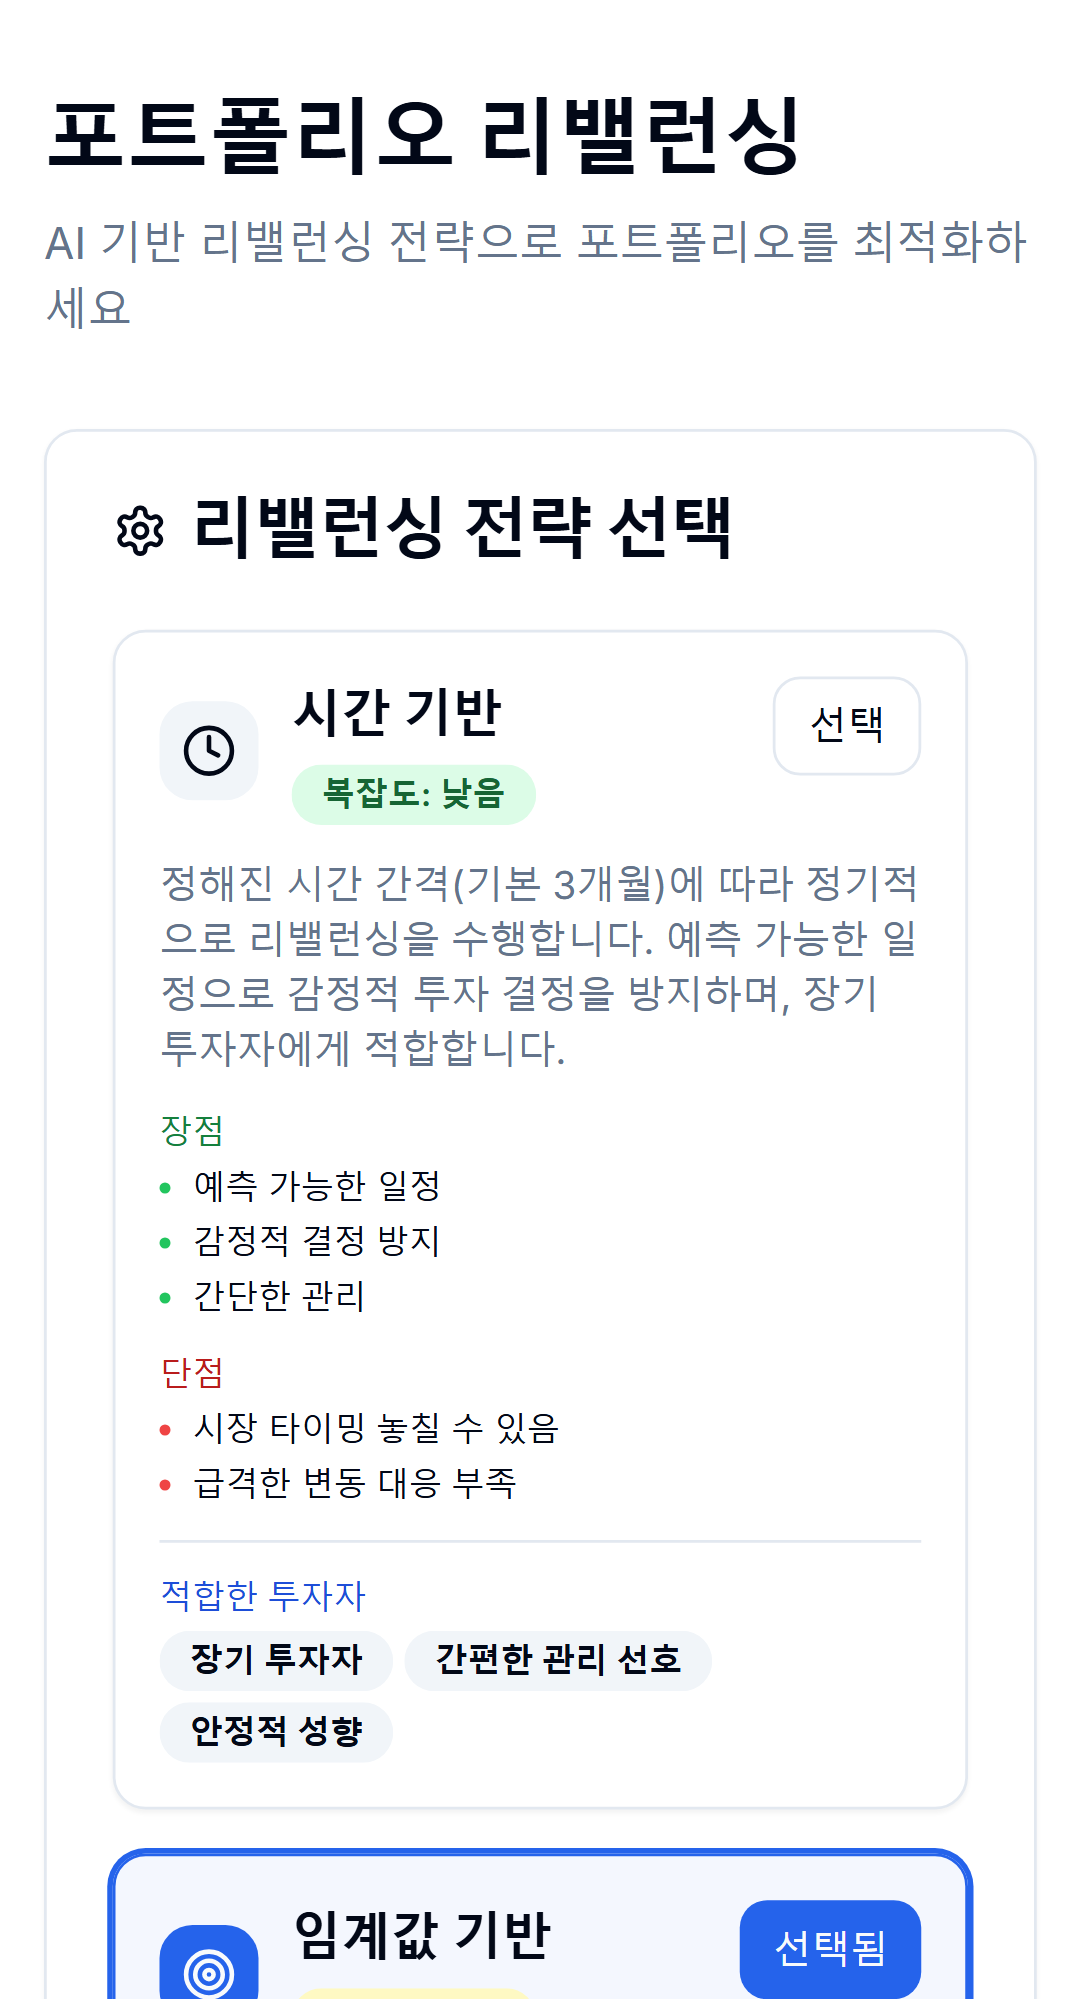 포트폴리오 리밸런싱
AI 기반 리밸런싱 전략으로 포트폴리오를 최적화하
세요
리밸런싱 전략 선택
시간 기반
선택
복잡도: 낮음
정해진 시간 간격(기본 3개월)에 따라 정기적
으로 리밸런싱을 수행합니다. 예측 가능한 일
정으로 감정적 투자 결정을 방지하며, 장기
투자자에게 적합합니다.
장점
예측 가능한 일정
감정적 결정 방지
간단한 관리
단점
시장 타이밍 놓칠 수 있음
급격한 변동 대응 부족
적합한 투자자
장기 투자자
간편한 관리 선호
안정적 성향
임계값 기반
선택됨